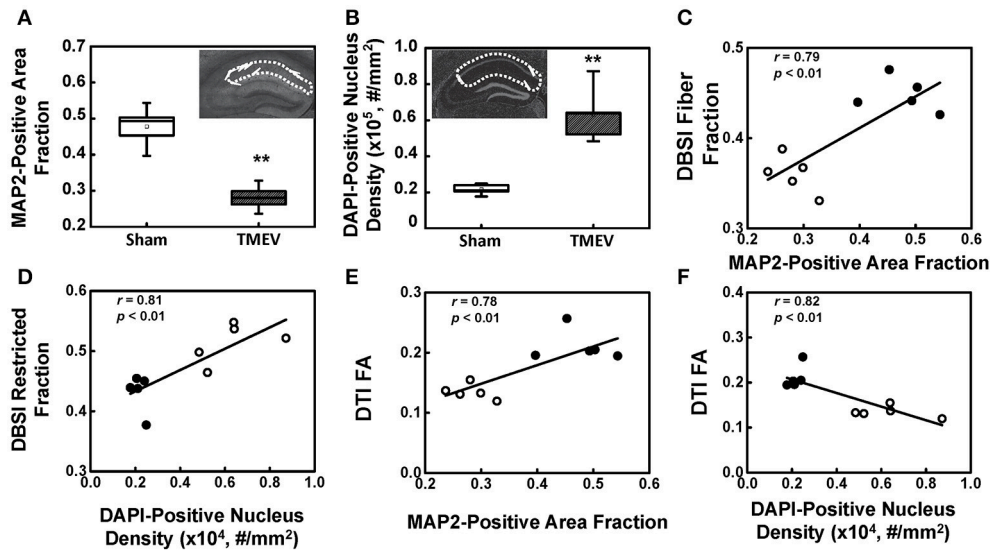 A
MAP2-Positive Area
Fraction
0.7
0.6
0.5
0.4
0.3
0.2
**
Sham
TMEV
B
DAPI-Positive Nucleus
Density (x10⁵, #/mm²)
1.0
0.8
0.6
0.4
0.2
0
**
Sham
TMEV
C
DBSI Fiber
Fraction
0.5
0.4
0.3
r = 0.79
p < 0.01
0.2 0.3 0.4 0.5 0.6
MAP2-Positive Area Fraction
D
DBSI Restricted
Fraction
0.6
0.5
0.4
0.3
r = 0.81
p < 0.01
0.0 0.2 0.4 0.6 0.8 1.0
DAPI-Positive Nucleus
Density (x10⁴, #/mm²)
E
DTI FA
0.3
0.2
0.1
0.0
r = 0.78
p < 0.01
0.2 0.3 0.4 0.5 0.6
MAP2-Positive Area Fraction
F
DTI FA
0.4
0.3
0.2
0.1
0.0
r = 0.82
p < 0.01
0.0 0.2 0.4 0.6 0.8 1.0
DAPI-Positive Nucleus
Density (x10⁴, #/mm²)